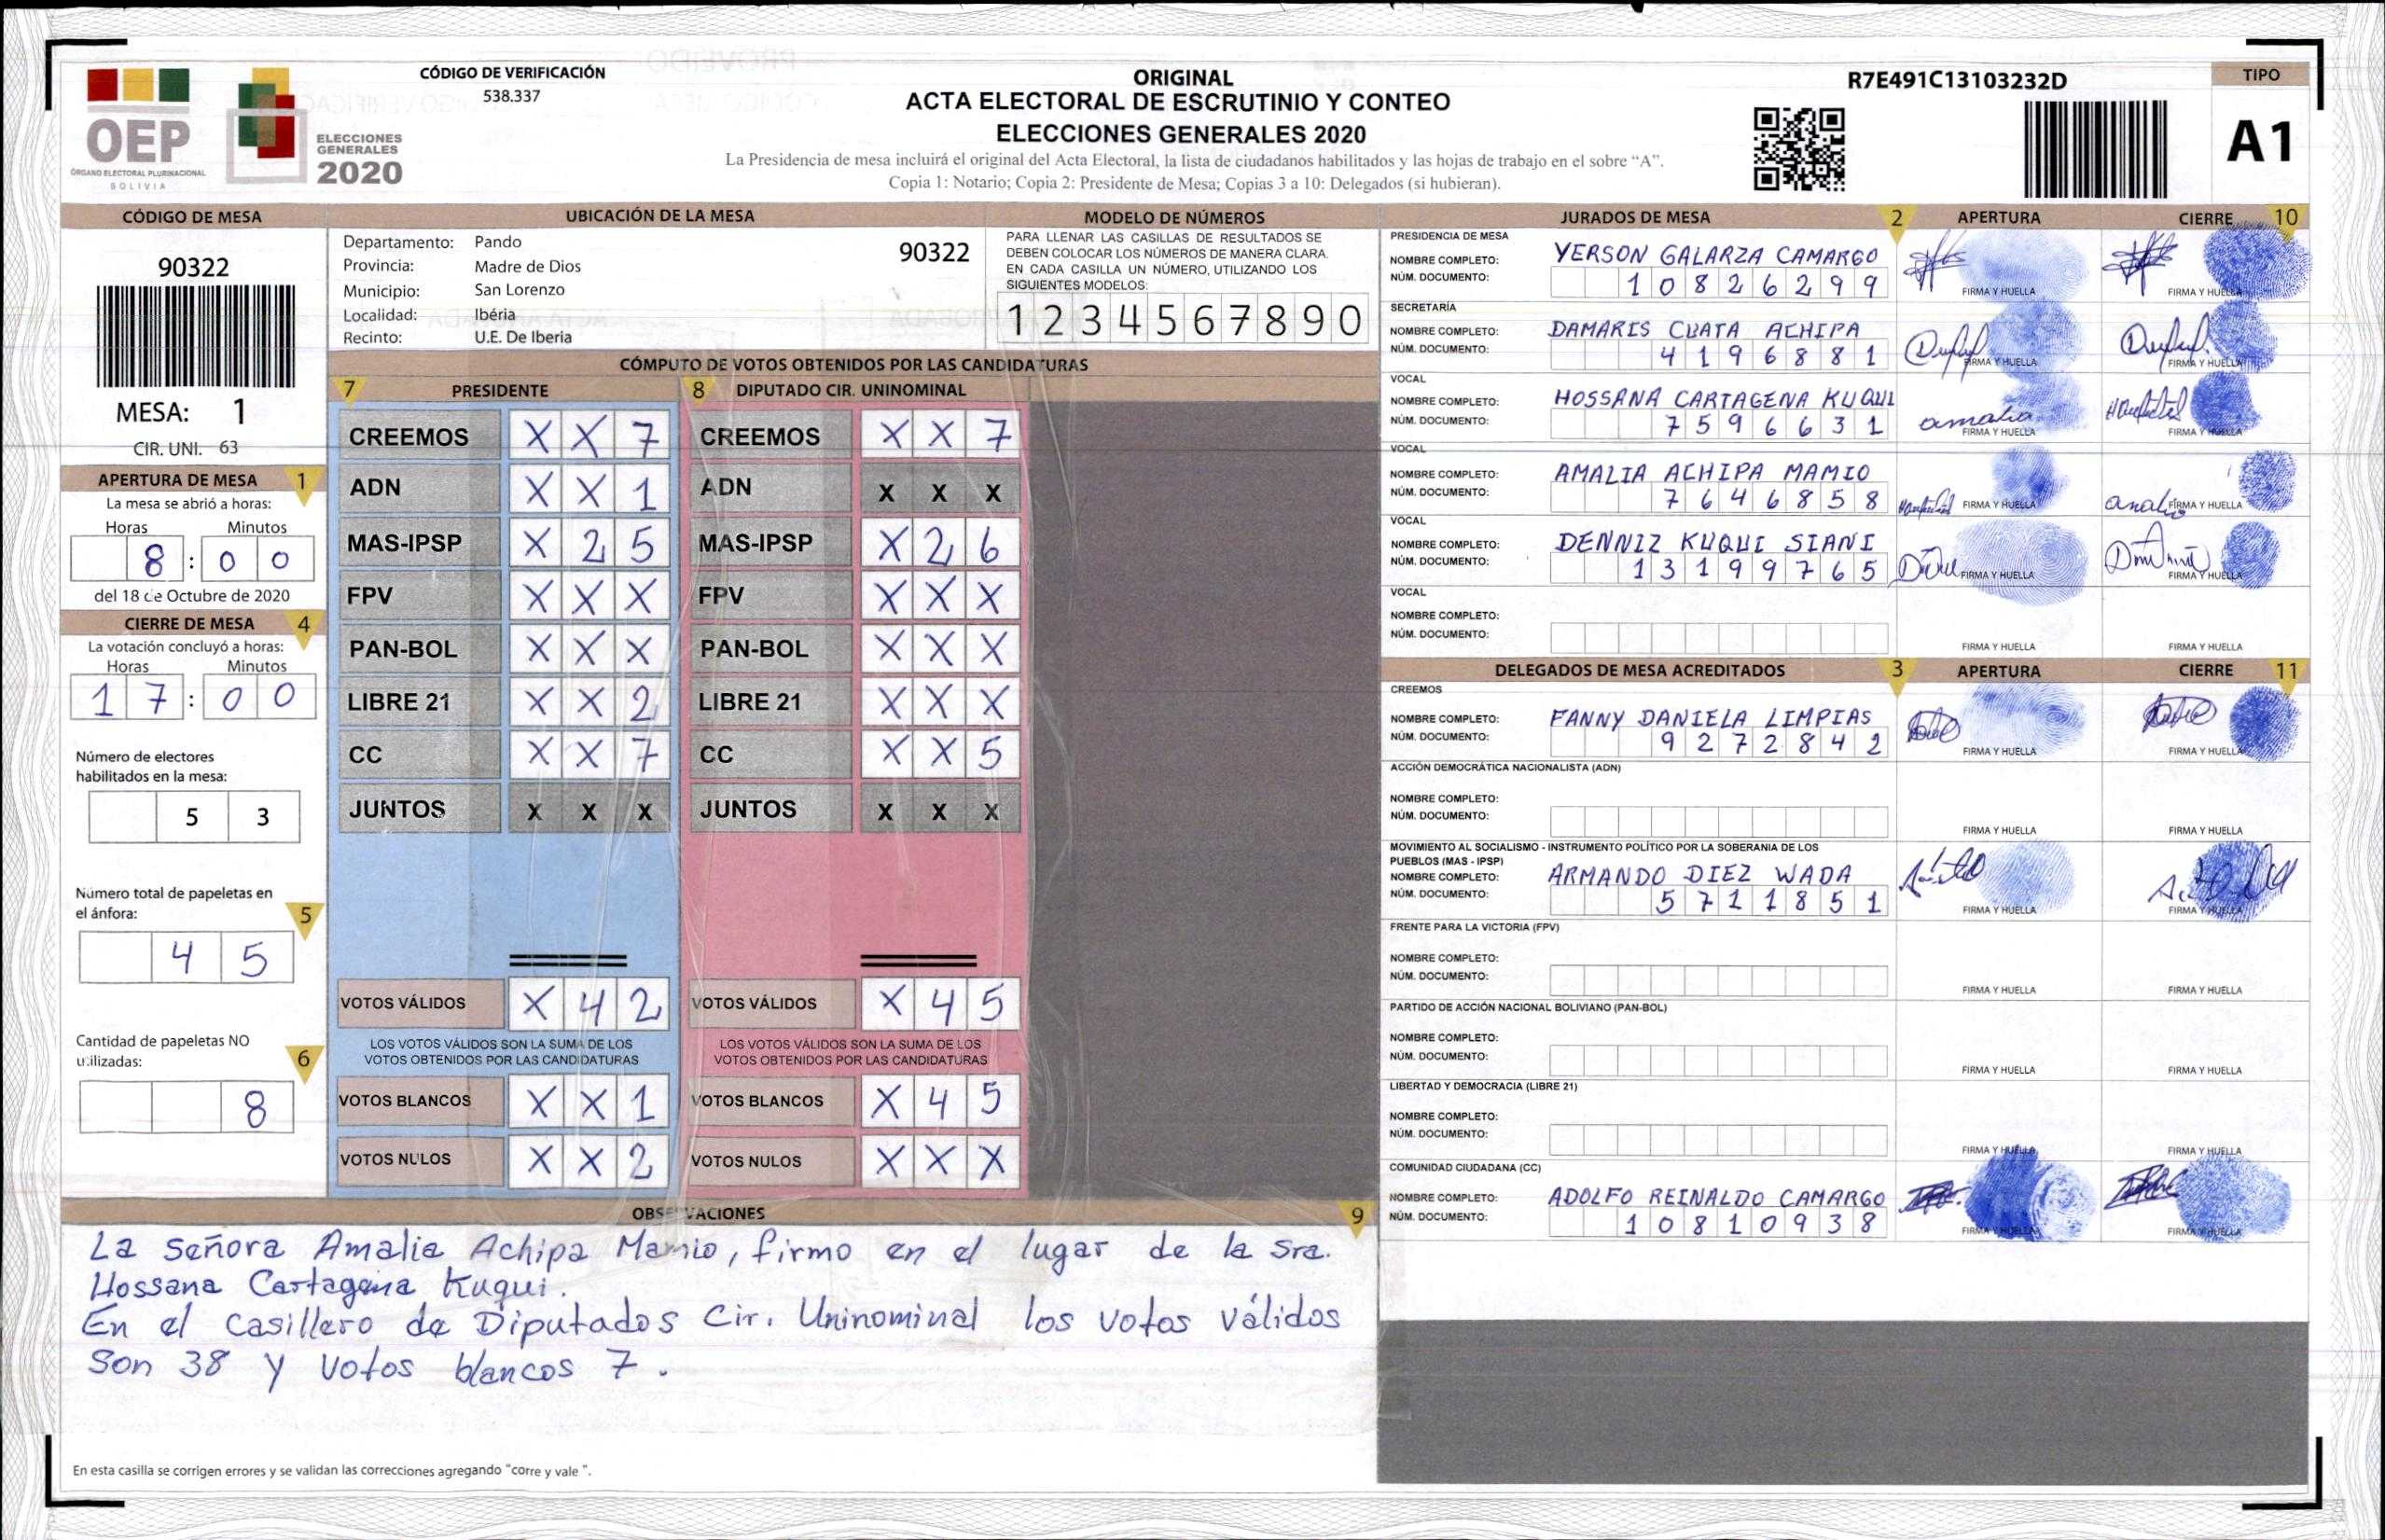 CÓDIGO DE VERIFICACIÓN
538.337
OEP
ÓRGANO ELECTORAL PLURINACIONAL
BOLIVIA
ELECCIONES
GENERALES
2020
ORIGINAL
ACTA ELECTORAL DE ESCRUTINIO Y CONTEO
ELECCIONES GENERALES 2020
La Presidencia de mesa incluirá el original del Acta Electoral, la lista de ciudadanos habilitados y las hojas de trabajo en el sobre “A”.
Copia 1: Notario; Copia 2: Presidente de Mesa; Copias 3 a 10: Delegados (si hubieran).
R7E491C13103232D
TIPO
A1
CÓDIGO DE MESA
90322
MESA: 1
CIR. UNI. 63
APERTURA DE MESA 1
La mesa se abrió a horas:
Horas Minutos
8 : 0 0
del 18 de Octubre de 2020
CIERRE DE MESA 4
La votación concluyó a horas:
Horas Minutos
1 7 : 0 0
Número de electores
habilitados en la mesa:
5 3
Número total de papeletas en
el ánfora: 5
4 5
Cantidad de papeletas NO
utilizadas: 6
8
UBICACIÓN DE LA MESA
Departamento: Pando 90322
Provincia: Madre de Dios
Municipio: San Lorenzo
Localidad: Ibéria
Recinto: U.E. De Iberia
MODELO DE NÚMEROS
PARA LLENAR LAS CASILLAS DE RESULTADOS SE
DEBEN COLOCAR LOS NÚMEROS DE MANERA CLARA.
EN CADA CASILLA UN NÚMERO, UTILIZANDO LOS
SIGUIENTES MODELOS:
1 2 3 4 5 6 7 8 9 0
CÓMPUTO DE VOTOS OBTENIDOS POR LAS CANDIDATURAS
7 PRESIDENTE
CREEMOS X X 7
ADN X X 1
MAS-IPSP X 2 5
FPV X X X
PAN-BOL X X X
LIBRE 21 X X 2
CC X X 7
JUNTOS X X X
VOTOS VÁLIDOS X 4 2
LOS VOTOS VÁLIDOS SON LA SUMA DE LOS
VOTOS OBTENIDOS POR LAS CANDIDATURAS
VOTOS BLANCOS X X 1
VOTOS NULOS X X 2
8 DIPUTADO CIR. UNINOMINAL
CREEMOS X X 7
ADN X X X
MAS-IPSP X 2 6
FPV X X X
PAN-BOL X X X
LIBRE 21 X X X
CC X X 5
JUNTOS X X X
VOTOS VÁLIDOS X 4 5
LOS VOTOS VÁLIDOS SON LA SUMA DE LOS
VOTOS OBTENIDOS POR LAS CANDIDATURAS
VOTOS BLANCOS X 4 5
VOTOS NULOS X X X
OBSERVACIONES 9
La señora Amalia Achipa Mamio, firmo en el lugar de la sra.
Hossana Cartagena Kuqui.
En el casillero de Diputados Cir. Uninominal los votos válidos
son 38 y votos blancos 7.
En esta casilla se corrigen errores y se validan las correcciones agregando “corre y vale ”.
JURADOS DE MESA 2 APERTURA CIERRE 10
PRESIDENCIA DE MESA
NOMBRE COMPLETO: YERSON GALARZA CAMARGO
NÚM. DOCUMENTO: 1 0 8 2 6 2 9 9
FIRMA Y HUELLA FIRMA Y HUELLA
SECRETARÍA
NOMBRE COMPLETO: DAMARIS CUATA ACHIPA
NÚM. DOCUMENTO: 4 1 9 6 8 8 1
FIRMA Y HUELLA FIRMA Y HUELLA
VOCAL
NOMBRE COMPLETO: HOSSANA CARTAGENA KUQUI
NÚM. DOCUMENTO: 7 5 9 6 6 3 1
amalia
FIRMA Y HUELLA FIRMA Y HUELLA
VOCAL
NOMBRE COMPLETO: AMALIA ACHIPA MAMIO
NÚM. DOCUMENTO: 7 6 4 6 8 5 8
FIRMA Y HUELLA FIRMA Y HUELLA
VOCAL
NOMBRE COMPLETO: DENNIZ KUQUI SIANI
NÚM. DOCUMENTO: 1 3 1 9 9 7 6 5
FIRMA Y HUELLA FIRMA Y HUELLA
VOCAL
NOMBRE COMPLETO:
NÚM. DOCUMENTO:
FIRMA Y HUELLA FIRMA Y HUELLA
DELEGADOS DE MESA ACREDITADOS 3 APERTURA CIERRE 11
CREEMOS
NOMBRE COMPLETO: FANNY DANIELA LIMPIAS
NÚM. DOCUMENTO: 9 2 7 2 8 4 2
FIRMA Y HUELLA FIRMA Y HUELLA
ACCIÓN DEMOCRÁTICA NACIONALISTA (ADN)
NOMBRE COMPLETO:
NÚM. DOCUMENTO:
FIRMA Y HUELLA FIRMA Y HUELLA
MOVIMIENTO AL SOCIALISMO - INSTRUMENTO POLÍTICO POR LA SOBERANIA DE LOS
PUEBLOS (MAS - IPSP)
NOMBRE COMPLETO: ARMANDO DIEZ WADA
NÚM. DOCUMENTO: 5 7 1 1 8 5 1
FIRMA Y HUELLA FIRMA Y HUELLA
FRENTE PARA LA VICTORIA (FPV)
NOMBRE COMPLETO:
NÚM. DOCUMENTO:
FIRMA Y HUELLA FIRMA Y HUELLA
PARTIDO DE ACCIÓN NACIONAL BOLIVIANO (PAN-BOL)
NOMBRE COMPLETO:
NÚM. DOCUMENTO:
FIRMA Y HUELLA FIRMA Y HUELLA
LIBERTAD Y DEMOCRACIA (LIBRE 21)
NOMBRE COMPLETO:
NÚM. DOCUMENTO:
FIRMA Y HUELLA FIRMA Y HUELLA
COMUNIDAD CIUDADANA (CC)
NOMBRE COMPLETO: ADOLFO REINALDO CAMARGO
NÚM. DOCUMENTO: 1 0 8 1 0 9 3 8
FIRMA Y HUELLA FIRMA Y HUELLA